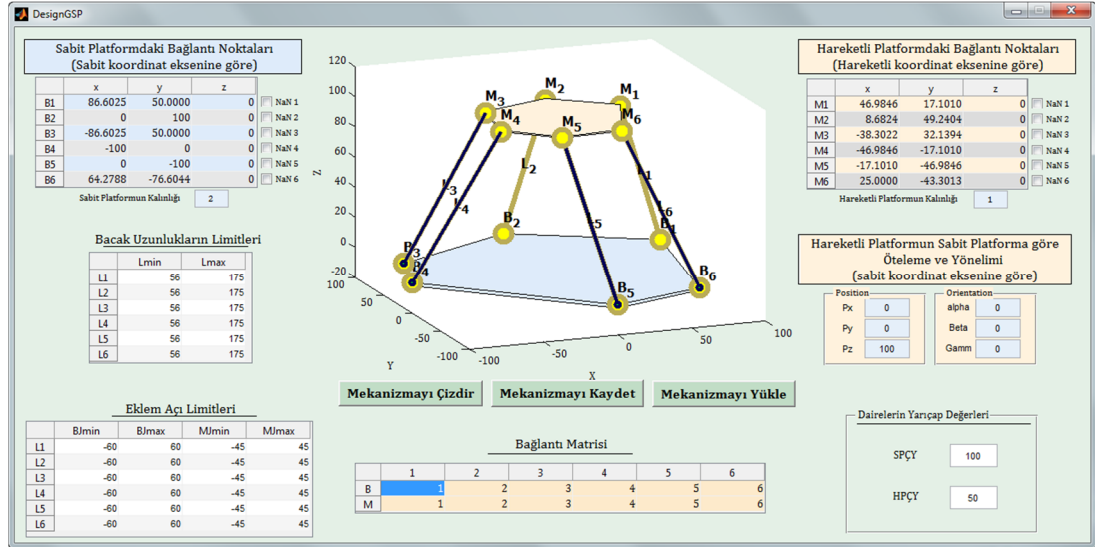 DesignGSP
Sabit Platformdaki Bağlantı Noktaları
(Sabit koordinat eksenine göre)
x y z
B1 86.6025 50.0000 0 NaN 1
B2 0 100 0 NaN 2
B3 -86.6025 50.0000 0 NaN 3
B4 -100 0 0 NaN 4
B5 0 -100 0 NaN 5
B6 64.2788 -76.6044 0 NaN 6
Sabit Platformun Kalınlığı 2
Bacak Uzunlukların Limitleri
Lmin Lmax
L1 56 175
L2 56 175
L3 56 175
L4 56 175
L5 56 175
L6 56 175
Eklem Açı Limitleri
BJmin BJmax MJmin MJmax
L1 -60 60 -45 45
L2 -60 60 -45 45
L3 -60 60 -45 45
L4 -60 60 -45 45
L5 -60 60 -45 45
L6 -60 60 -45 45
120
100
80
60
40
20
0
-20
Z
100
50
0
-50
-100
Y
-100
-50
0
50
100
X
M1
M2
M3
M4
M5
M6
L2
L1
L3
L4
L5
L6
B2
B1
B3
B4
B5
B6
Mekanizmayı Çizdir Mekanizmayı Kaydet Mekanizmayı Yükle
Bağlantı Matrisi
1 2 3 4 5 6
B 1 2 3 4 5 6
M 1 2 3 4 5 6
Hareketli Platformdaki Bağlantı Noktaları
(Hareketli koordinat eksenine göre)
x y z
M1 46.9846 17.1010 0 NaN 1
M2 8.6824 49.2404 0 NaN 2
M3 -38.3022 32.1394 0 NaN 3
M4 -46.9846 -17.1010 0 NaN 4
M5 -17.1010 -46.9846 0 NaN 5
M6 25.0000 -43.3013 0 NaN 6
Hareketli Platformun Kalınlığı 1
Hareketli Platformun Sabit Platforma göre
Öteleme ve Yönelimi
(sabit koordinat eksenine göre)
Position Orientation
Px 0 alpha 0
Py 0 Beta 0
Pz 100 Gamm 0
Dairelerin Yarıçap Değerleri
SPÇY 100
HPÇY 50